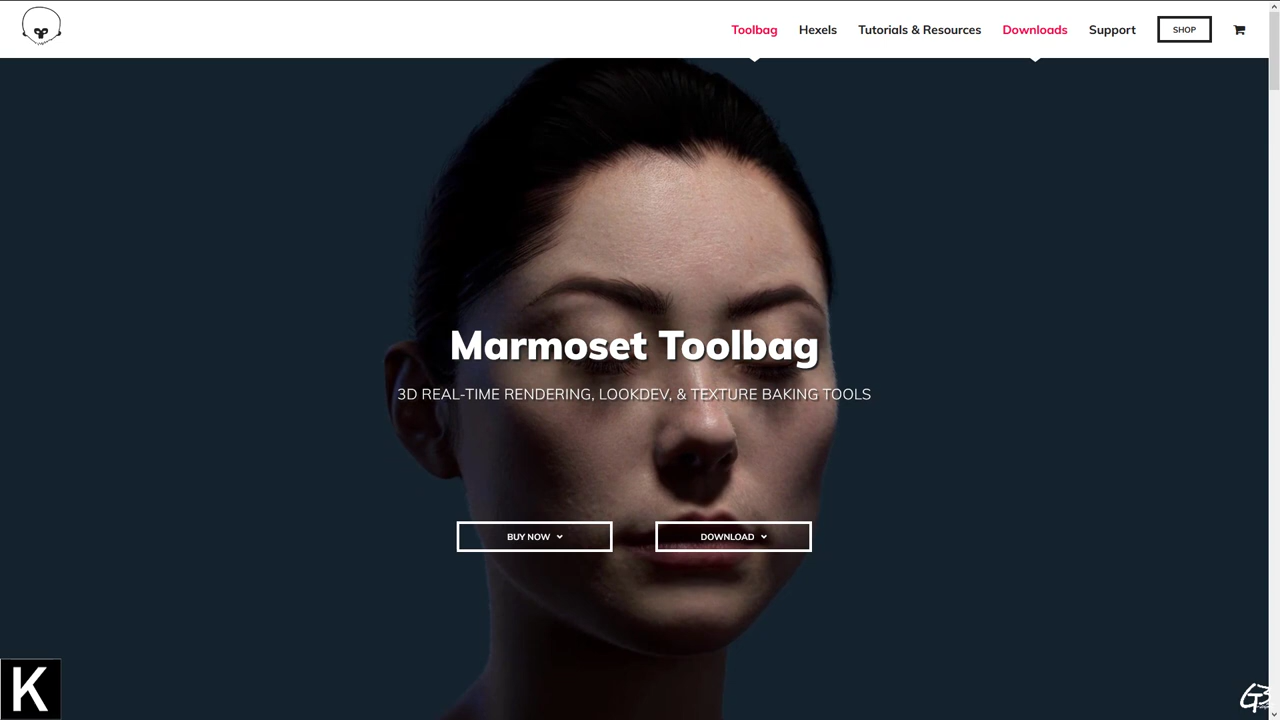 Toolbag Hexels Tutorials & Resources Downloads Support SHOP
Marmoset Toolbag
3D REAL-TIME RENDERING, LOOKDEV, & TEXTURE BAKING TOOLS
BUY NOW DOWNLOAD
K